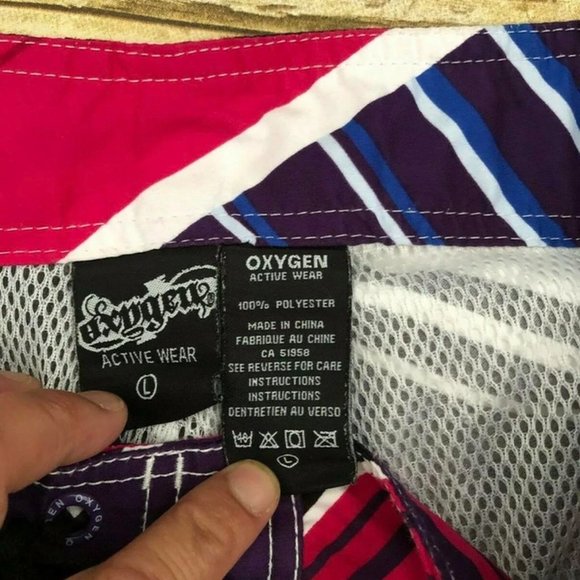 oxygen
ACTIVE WEAR
L
OXYGEN
ACTIVE WEAR
100% POLYESTER
MADE IN CHINA
FABRIQUE AU CHINE
CA 51958
SEE REVERSE FOR CARE
INSTRUCTIONS
INSTRUCTIONS
DENTRETIEN AU VERSO
L
OXYGEN